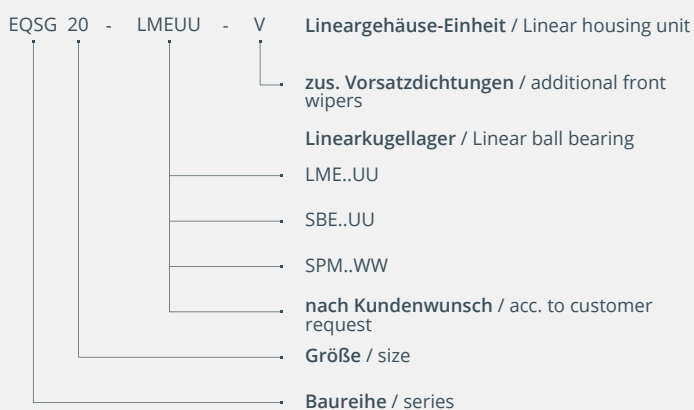 EQSG 20 - LMEUU - V Lineargehäuse-Einheit / Linear housing unit
zus. Vorsatzdichtungen / additional front
wipers
Linearkugellager / Linear ball bearing
LME..UU
SBE..UU
SPM..WW
nach Kundenwunsch / acc. to customer
request
Größe / size
Baureihe / series